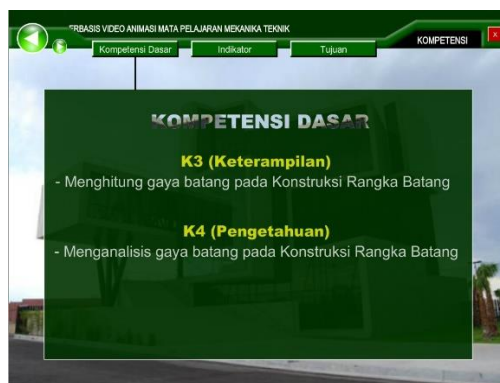 ERBASIS VIDEO ANIMASI MATA PELAJARAN MEKANIKA TEKNIK
KOMPETENSI
x
Kompetensi Dasar
Indikator
Tujuan
KOMPETENSI DASAR
K3 (Keterampilan)
- Menghitung gaya batang pada Konstruksi Rangka Batang
K4 (Pengetahuan)
- Menganalisis gaya batang pada Konstruksi Rangka Batang